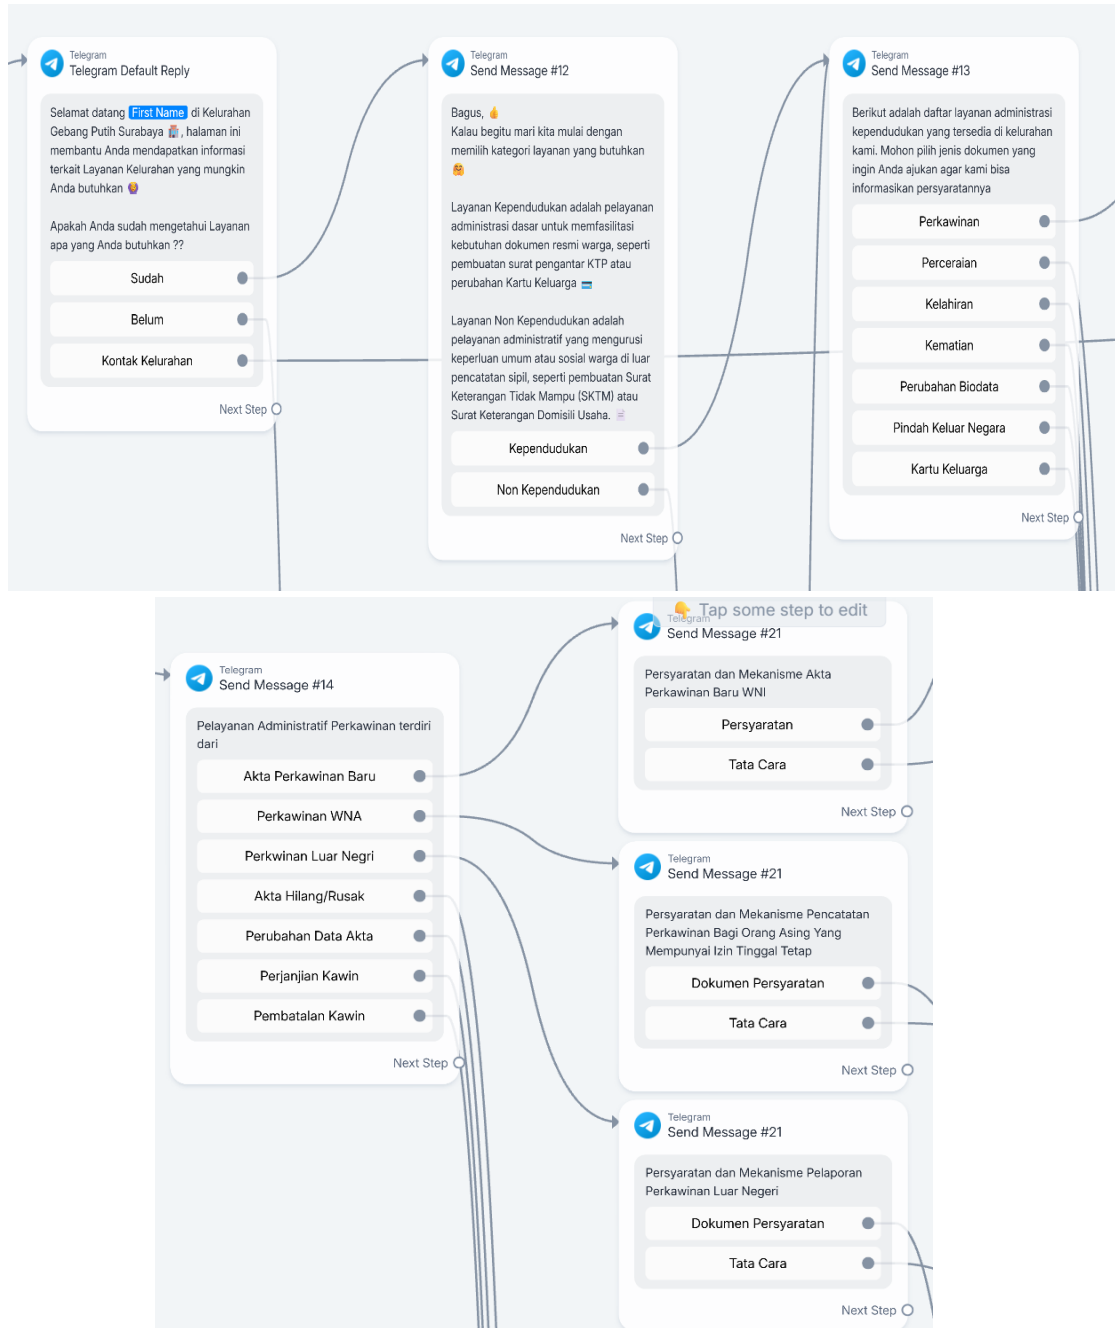 Telegram
Telegram Default Reply
Selamat datang First Name di Kelurahan
Gebang Putih Surabaya 🏥, halaman ini
membantu Anda mendapatkan informasi
terkait Layanan Kelurahan yang mungkin
Anda butuhkan 🙋‍♀️
Apakah Anda sudah mengetahui Layanan
apa yang Anda butuhkan ??
Sudah
Belum
Kontak Kelurahan
Next Step
Telegram
Send Message #12
Bagus, 👍
Kalau begitu mari kita mulai dengan
memilih kategori layanan yang butuhkan
🤗
Layanan Kependudukan adalah pelayanan
administrasi dasar untuk memfasilitasi
kebutuhan dokumen resmi warga, seperti
pembuatan surat pengantar KTP atau
perubahan Kartu Keluarga 🪪
Layanan Non Kependudukan adalah
pelayanan administratif yang mengurusi
keperluan umum atau sosial warga di luar
pencatatan sipil, seperti pembuatan Surat
Keterangan Tidak Mampu (SKTM) atau
Surat Keterangan Domisili Usaha. 📄
Kependudukan
Non Kependudukan
Next Step
Telegram
Send Message #13
Berikut adalah daftar layanan administrasi
kependudukan yang tersedia di kelurahan
kami. Mohon pilih jenis dokumen yang
ingin Anda ajukan agar kami bisa
informasikan persyaratannya
Perkawinan
Perceraian
Kelahiran
Kematian
Perubahan Biodata
Pindah Keluar Negara
Kartu Keluarga
Next Step
Telegram
Send Message #14
Pelayanan Administratif Perkawinan terdiri
dari
Akta Perkawinan Baru
Perkawinan WNA
Perkwinan Luar Negri
Akta Hilang/Rusak
Perubahan Data Akta
Perjanjian Kawin
Pembatalan Kawin
Next Step
👇 Tap some step to edit
Telegram
Send Message #21
Persyaratan dan Mekanisme Akta
Perkawinan Baru WNI
Persyaratan
Tata Cara
Next Step
Telegram
Send Message #21
Persyaratan dan Mekanisme Pencatatan
Perkawinan Bagi Orang Asing Yang
Mempunyai Izin Tinggal Tetap
Dokumen Persyaratan
Tata Cara
Next Step
Telegram
Send Message #21
Persyaratan dan Mekanisme Pelaporan
Perkawinan Luar Negeri
Dokumen Persyaratan
Tata Cara
Next Step